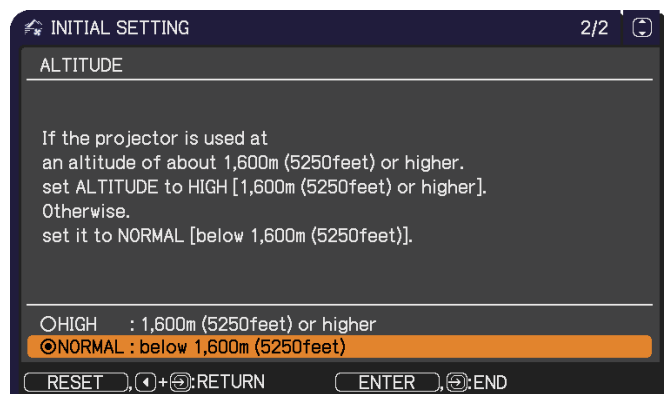 INITIAL SETTING 2/2
ALTITUDE
If the projector is used at
an altitude of about 1,600m (5250feet) or higher.
set ALTITUDE to HIGH [1,600m (5250feet) or higher].
Otherwise.
set it to NORMAL [below 1,600m (5250feet)].
HIGH : 1,600m (5250feet) or higher
NORMAL : below 1,600m (5250feet)
RESET ,+:RETURN ENTER ,:END